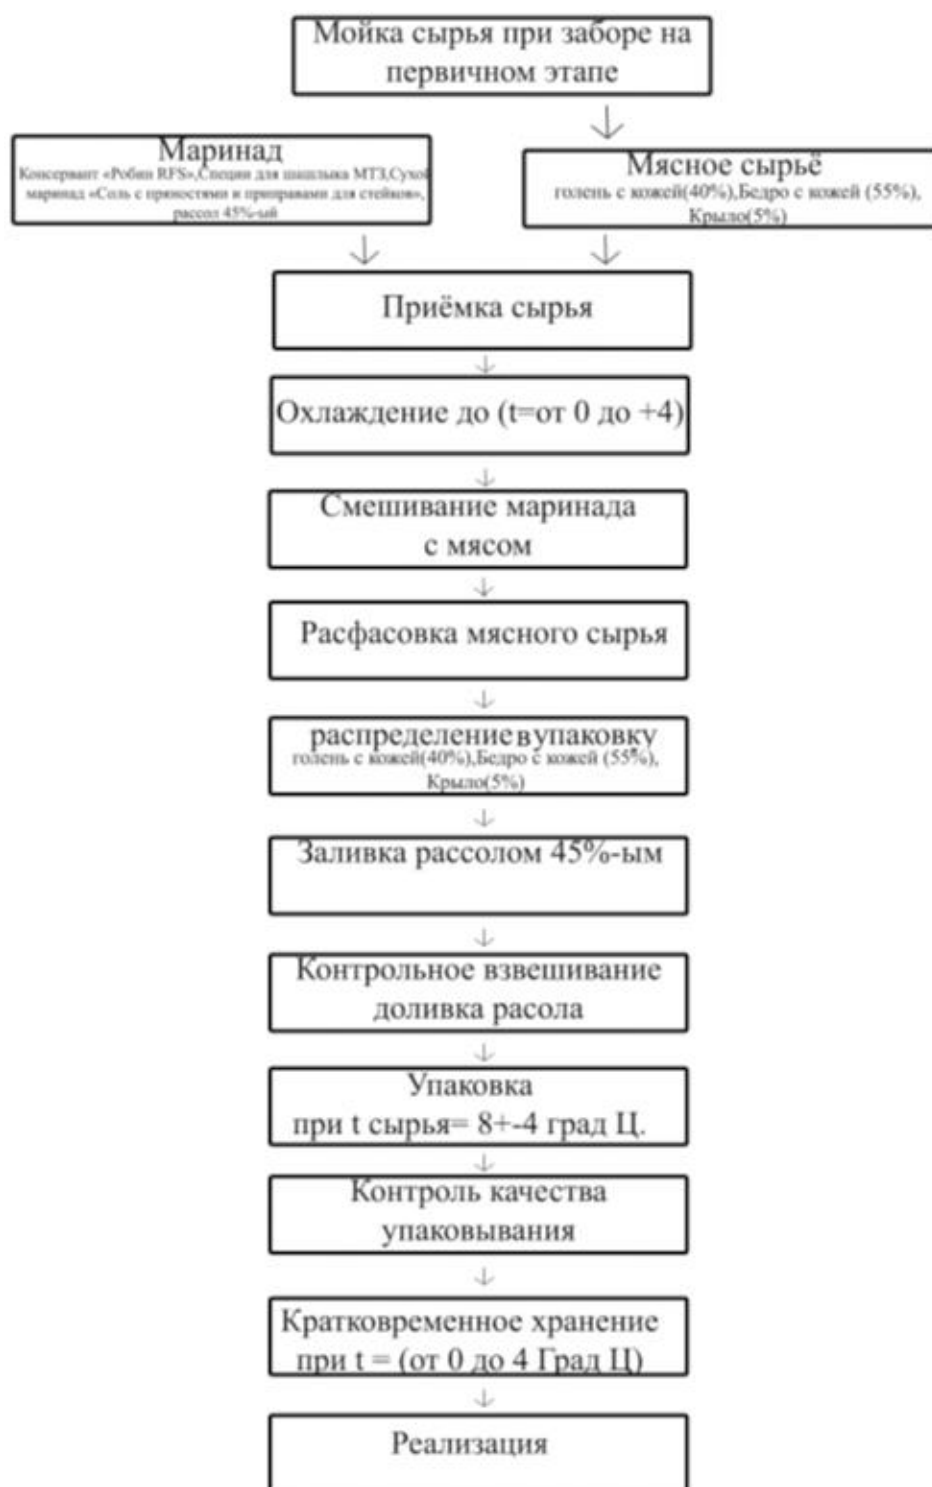 Мойка сырья при заборе на
первичном этапе
Маринад
Консервант «Робин RFS»,Специи для шашлыка МТЗ,Сухой
маринад «Соль с пряностями и приправами для стейков»,
рассол 45%-ый
Мясное сырьё
голень с кожей(40%),Бедро с кожей (55%),
Крыло(5%)
Приёмка сырья
Охлаждение до (t=от 0 до +4)
Смешивание маринада
с мясом
Расфасовка мясного сырья
распределение в упаковку
голень с кожей(40%),Бедро с кожей (55%),
Крыло(5%)
Заливка рассолом 45%-ым
Контрольное взвешивание
доливка расола
Упаковка
при t сырья= 8+-4 град Ц.
Контроль качества
упаковывания
Кратковременное хранение
при t = (от 0 до 4 Град Ц)
Реализация